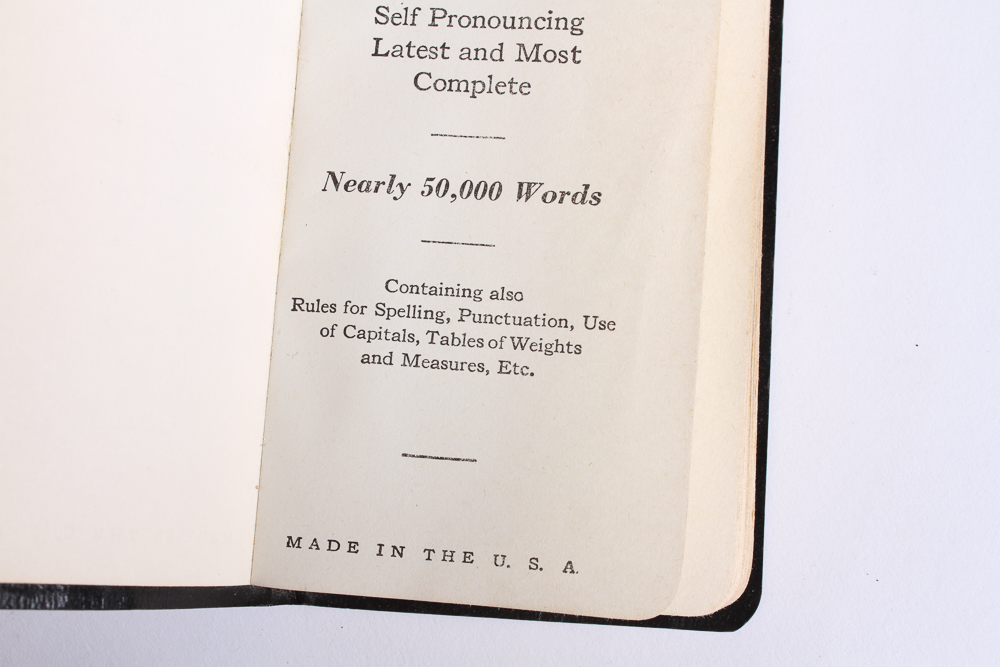 Self Pronouncing
Latest and Most
Complete
Nearly 50,000 Words
Containing also
Rules for Spelling, Punctuation, Use
of Capitals, Tables of Weights
and Measures, Etc.
MADE IN THE U. S. A.